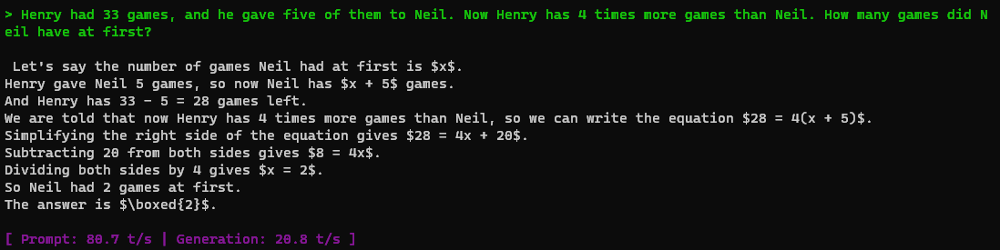 > Henry had 33 games, and he gave five of them to Neil. Now Henry has 4 times more games than Neil. How many games did N
eil have at first?
Let's say the number of games Neil had at first is $x$.
Henry gave Neil 5 games, so now Neil has $x + 5$ games.
And Henry has 33 - 5 = 28 games left.
We are told that now Henry has 4 times more games than Neil, so we can write the equation $28 = 4(x + 5)$.
Simplifying the right side of the equation gives $28 = 4x + 20$.
Subtracting 20 from both sides gives $8 = 4x$.
Dividing both sides by 4 gives $x = 2$.
So Neil had 2 games at first.
The answer is $\boxed{2}$.
[ Prompt: 80.7 t/s | Generation: 20.8 t/s ]